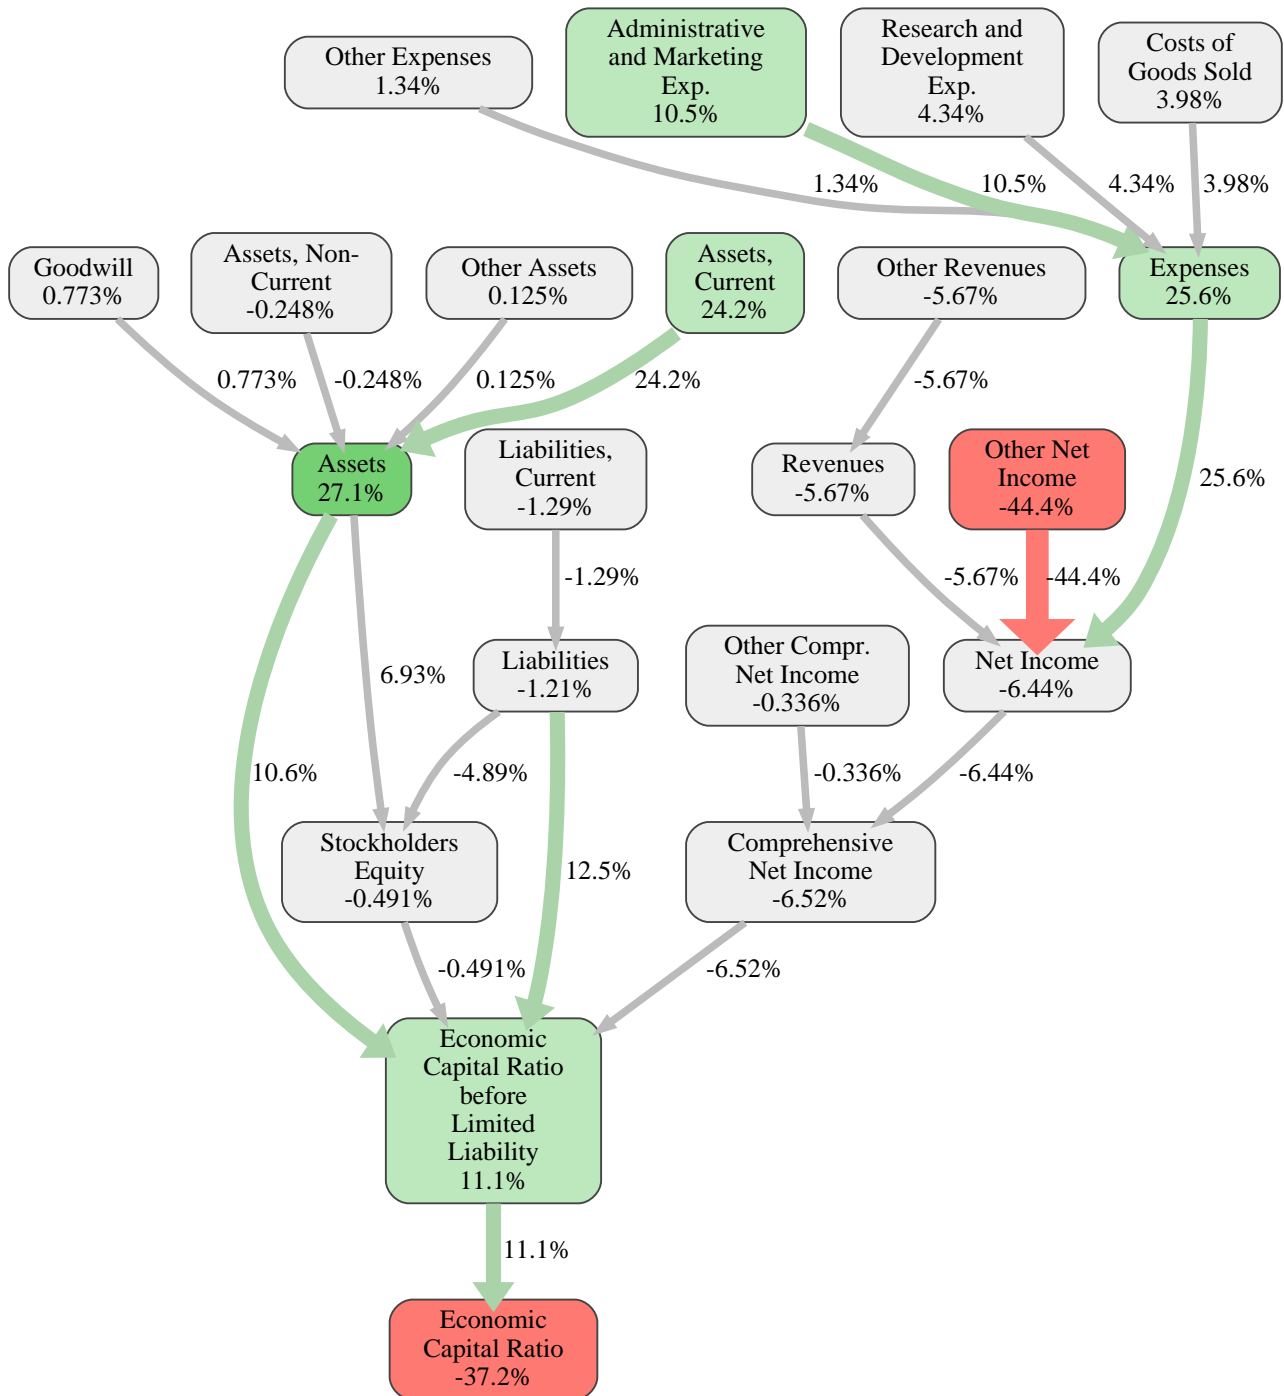 Other Expenses
1.34%
Administrative
and Marketing
Exp.
10.5%
Research and
Development
Exp.
4.34%
Costs of
Goods Sold
3.98%
1.34%
10.5%
4.34%
3.98%
Goodwill
0.773%
Assets, Non-
Current
-0.248%
Other Assets
0.125%
Assets,
Current
24.2%
Other Revenues
-5.67%
Expenses
25.6%
0.773%
-0.248%
0.125%
24.2%
-5.67%
Assets
27.1%
Liabilities,
Current
-1.29%
Revenues
-5.67%
Other Net
Income
-44.4%
25.6%
-1.29%
-5.67%
-44.4%
6.93%
Liabilities
-1.21%
Other Compr.
Net Income
-0.336%
Net Income
-6.44%
10.6%
-4.89%
-0.336%
-6.44%
Stockholders
Equity
-0.491%
12.5%
Comprehensive
Net Income
-6.52%
-0.491%
-6.52%
Economic
Capital Ratio
before
Limited
Liability
11.1%
11.1%
Economic
Capital Ratio
-37.2%